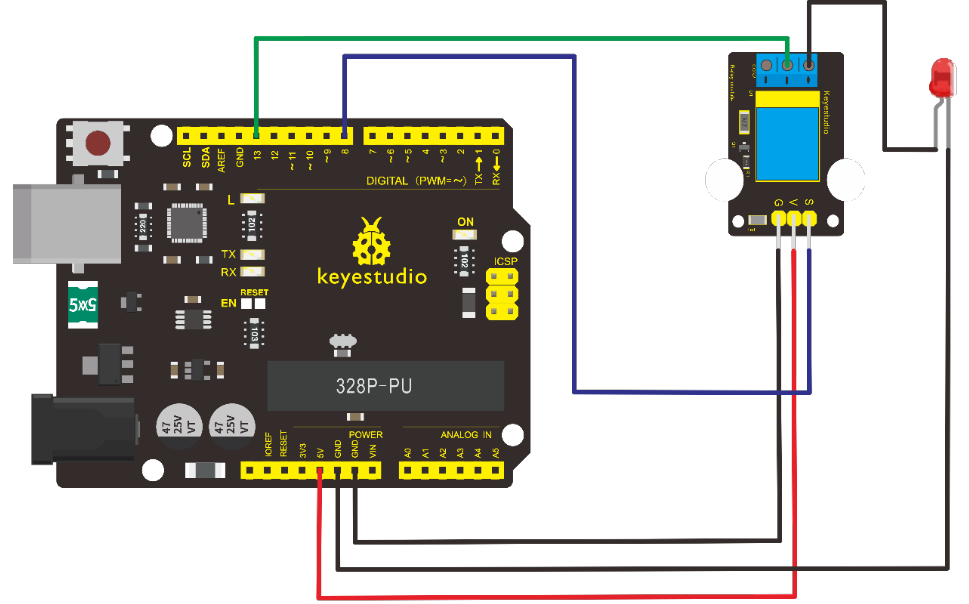 SCL
SDA
AREF
GND
13
12
~11
~10
~9
8
7
~6
~5
4
~3
2
TX→1
RX←0
DIGITAL (PWM=~)
L
TX
RX
220
102
ON
102
ICSP
keyestudio
RESET
EN
103
5x5
328P-PU
47
25V
VT
47
25V
VT
IOREF
RESET
3V3
5V
GND
GND
VIN
POWER
ANALOG IN
A0
A1
A2
A3
A4
A5
Keyestudio
G
V
S